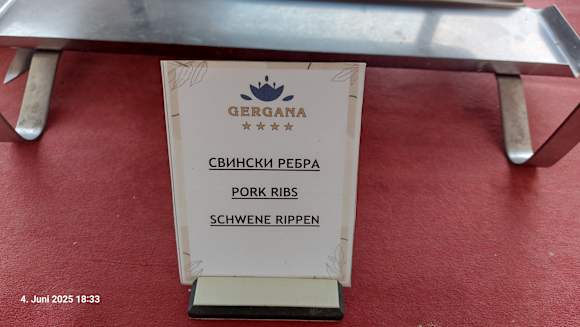 GERGANA
★★★★
СВИНСКИ РЕБРА
PORK RIBS
SCHWENE RIPPEN
4. Juni 2025 18:33